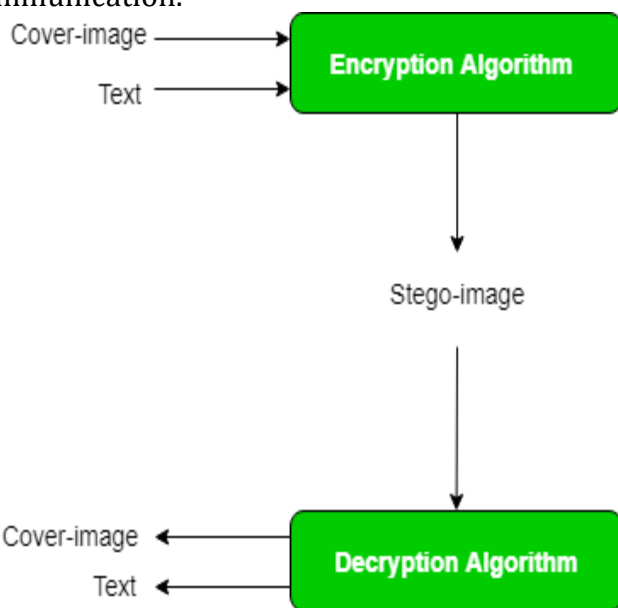 Cover-image
Encryption Algorithm
Text
Stego-image
Cover-image
Decryption Algorithm
Text